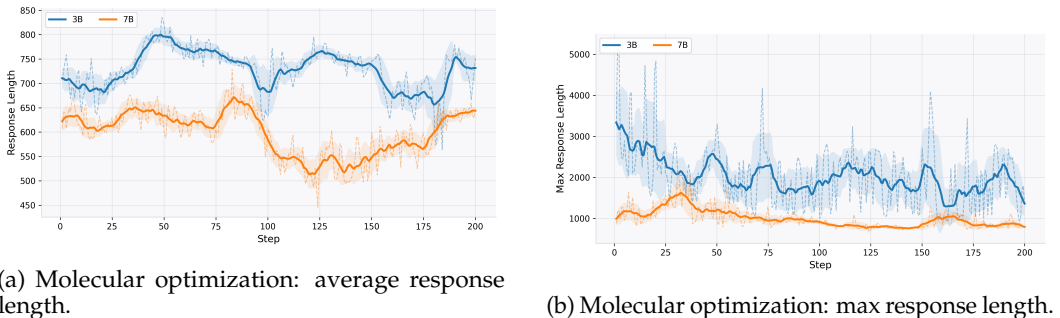 850
800
750
700
650
600
550
500
450
Response Length
3B 7B
0 25 50 75 100 125 150 175 200
Step
(a) Molecular optimization: average response
length.
5000
4000
3000
2000
1000
Max Response Length
3B 7B
0 25 50 75 100 125 150 175 200
Step
(b) Molecular optimization: max response length.